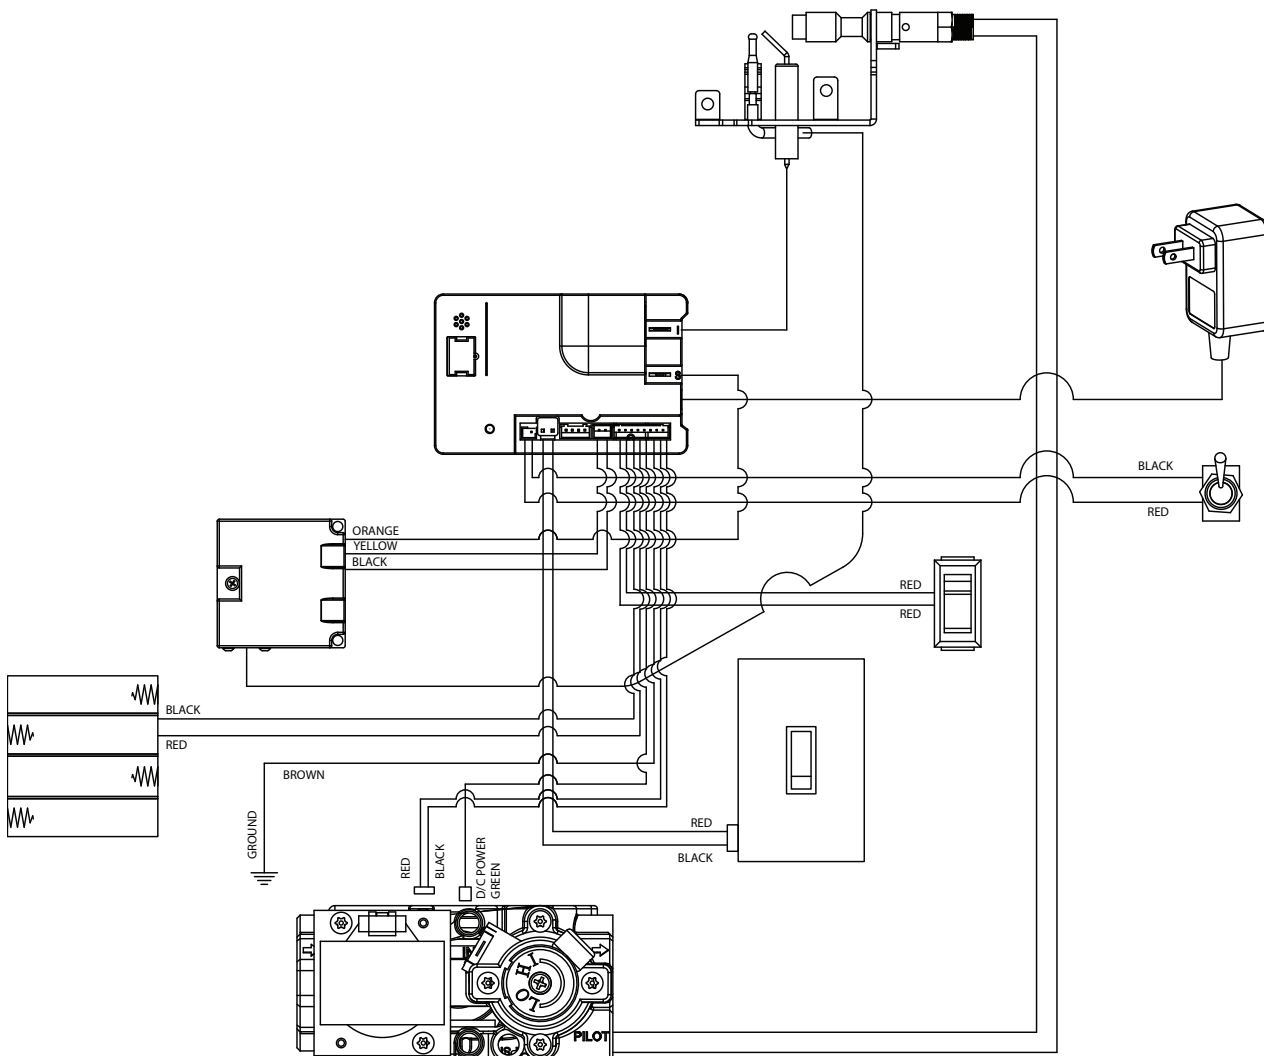 BLACK
RED
ORANGE
YELLOW
BLACK
RED
RED
BLACK
RED
BROWN
GROUND
RED
BLACK
D/C POWER
GREEN
RED
BLACK
HI
LO
PILOT